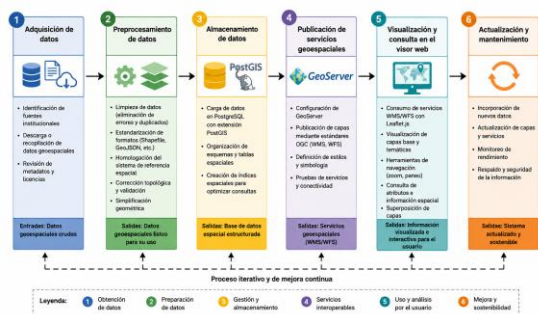 1
Adquisición de
datos
• Identificación de
fuentes
institucionales
• Descarga o
recopilación de datos
geoespaciales
• Revisión de
metadatos y
licencias
Entradas: Datos
geoespaciales crudos
2
Preprocesamiento
de datos
• Limpieza de datos
(eliminación de
errores y duplicados)
• Estandarización de
formatos (Shapefile,
GeoJSON, etc.)
• Homologación del
sistema de referencia
espacial
• Corrección topológica
y validación
• Simplificación
geométrica
Salidas: Datos
geoespaciales listos
para su uso
3
Almacenamiento
de datos
PostGIS
• Carga de datos
en PostgreSQL
con extensión
PostGIS
• Organización de
esquemas y tablas
espaciales
• Creación de índices
espaciales para
optimizar consultas
Salidas: Base de datos
espacial estructurada
4
Publicación de
servicios
geoespaciales
GeoServer
• Configuración de
GeoServer
• Publicación de capas
mediante estándares
OGC (WMS, WFS)
• Definición de estilos
y simbología
• Pruebas de servicios
y conectividad
Salidas: Servicios
geoespaciales
(WMS/WFS)
5
Visualización y
consulta en el
visor web
• Consumo de servicios
WMS/WFS con
Leaflet.js
• Visualización de
capas base y
temáticas
• Herramientas de
navegación
(zoom, paneo)
• Consulta de
atributos e
información espacial
• Superposición de
capas
Salidas: Información
visualizada e
interactiva para el
usuario
6
Actualización y
mantenimiento
• Incorporación de
nuevos datos
• Actualización de
capas y servicios
• Monitoreo de
rendimiento
• Respaldo y seguridad
de la información
Salidas: Sistema
actualizado y
sostenible
Proceso iterativo y de mejora continua
Leyenda:
1 Obtención
de datos
2 Preparación
de datos
3 Gestión y
almacenamiento
4 Servicios
interoperables
5 Uso y análisis
por el usuario
6 Mejora y
sostenibilidad